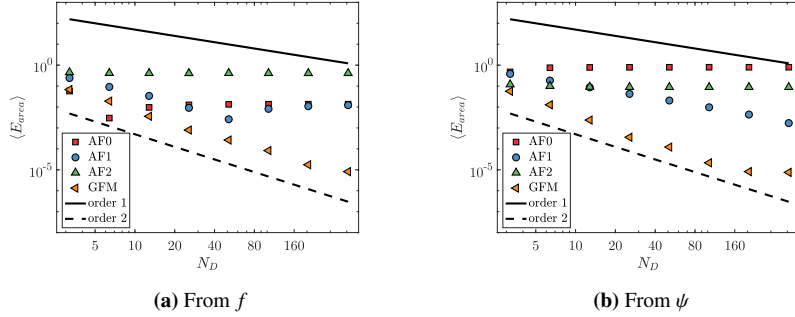 10^0
10^-5
⟨E_area⟩
5 10 20 40 80 160
N_D
AF0
AF1
AF2
GFM
order 1
order 2
(a) From f
10^0
10^-5
⟨E_area⟩
5 10 20 40 80 160
N_D
AF0
AF1
AF2
GFM
order 1
order 2
(b) From ψ